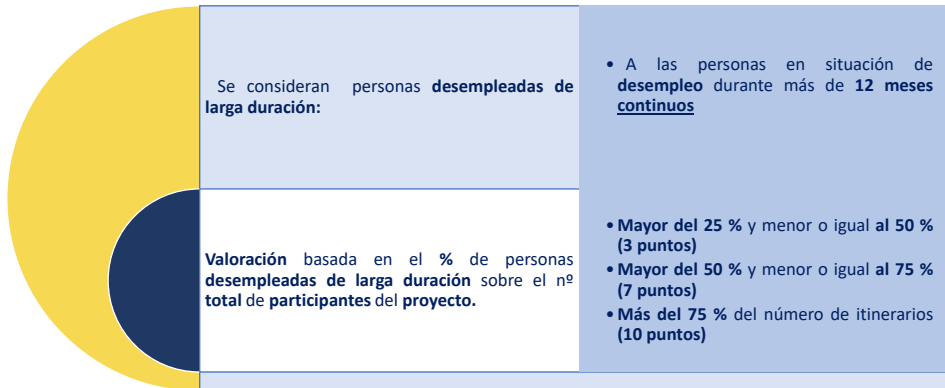 Se consideran personas desempleadas de
larga duración:
• A las personas en situación de
desempleo durante más de 12 meses
continuos
Valoración basada en el % de personas
desempleadas de larga duración sobre el nº
total de participantes del proyecto.
• Mayor del 25 % y menor o igual al 50 %
(3 puntos)
• Mayor del 50 % y menor o igual al 75 %
(7 puntos)
• Más del 75 % del número de itinerarios
(10 puntos)